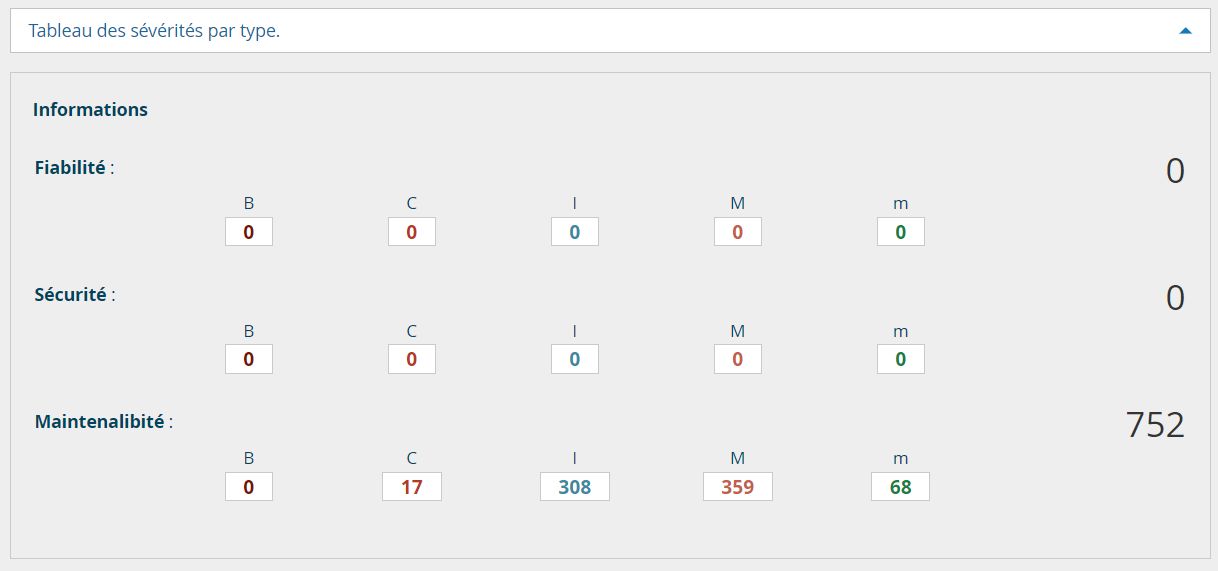 Tableau des sévérités par type.
Informations
Fiabilité :
0
B C I M m
0 0 0 0 0
Sécurité :
0
B C I M m
0 0 0 0 0
Maintenalibité :
752
B C I M m
0 17 308 359 68